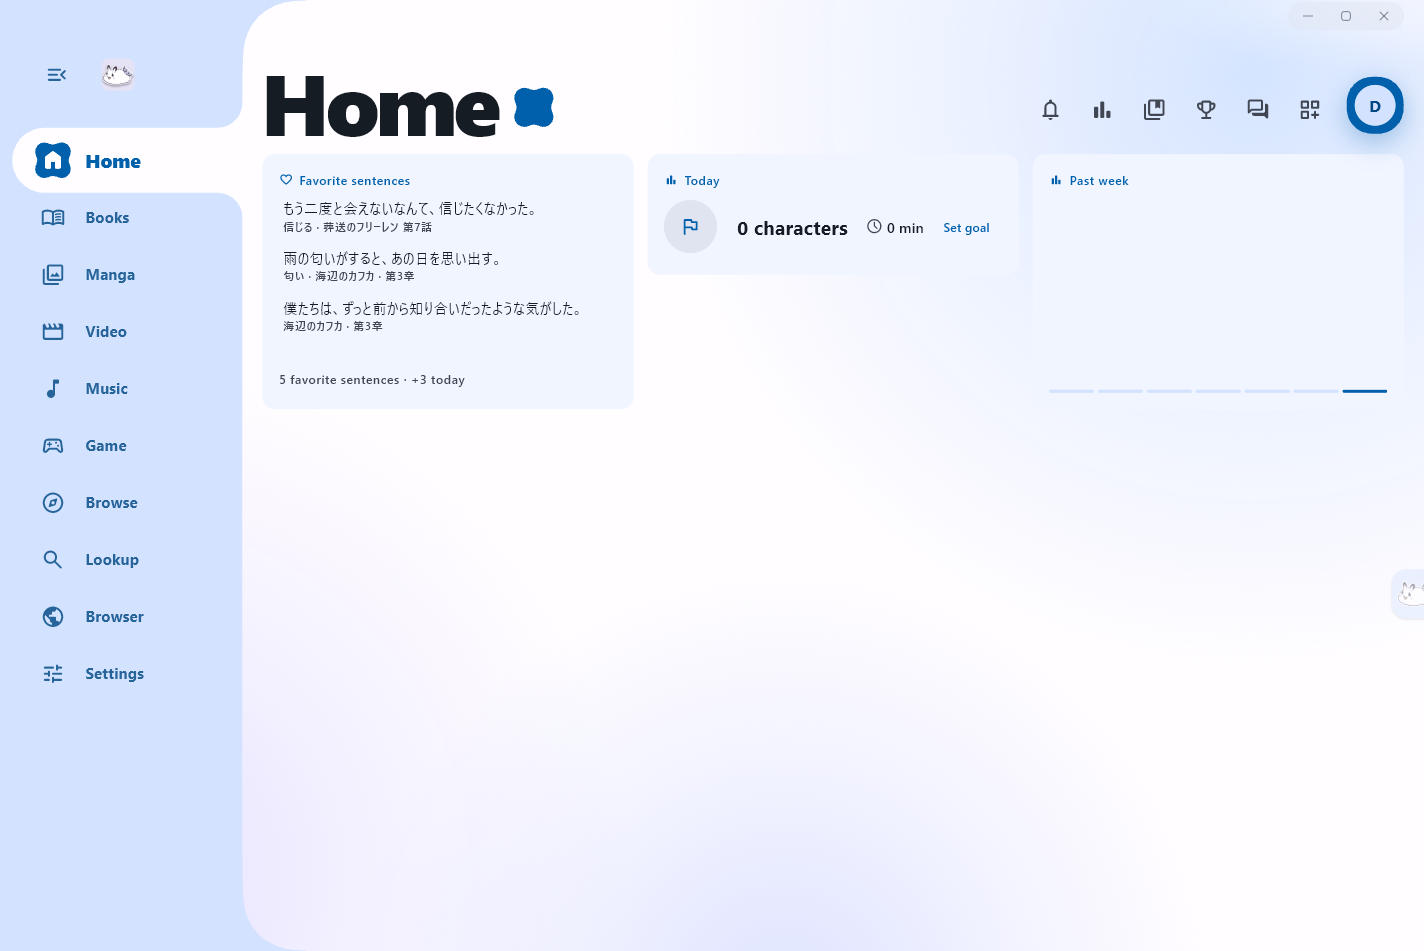 Home
D
Home
Books
Manga
Video
Music
Game
Browse
Lookup
Browser
Settings
Favorite sentences
もう二度と会えないなんて、信じたくなかった。
信じる · 葬送のフリーレン 第7話
雨の匂いがすると、あの日を思い出す。
匂い · 海辺のカフカ · 第3章
僕たちは、ずっと前から知り合いだったような気がした。
海辺のカフカ · 第3章
5 favorite sentences · +3 today
Today
0 characters
0 min
Set goal
Past week